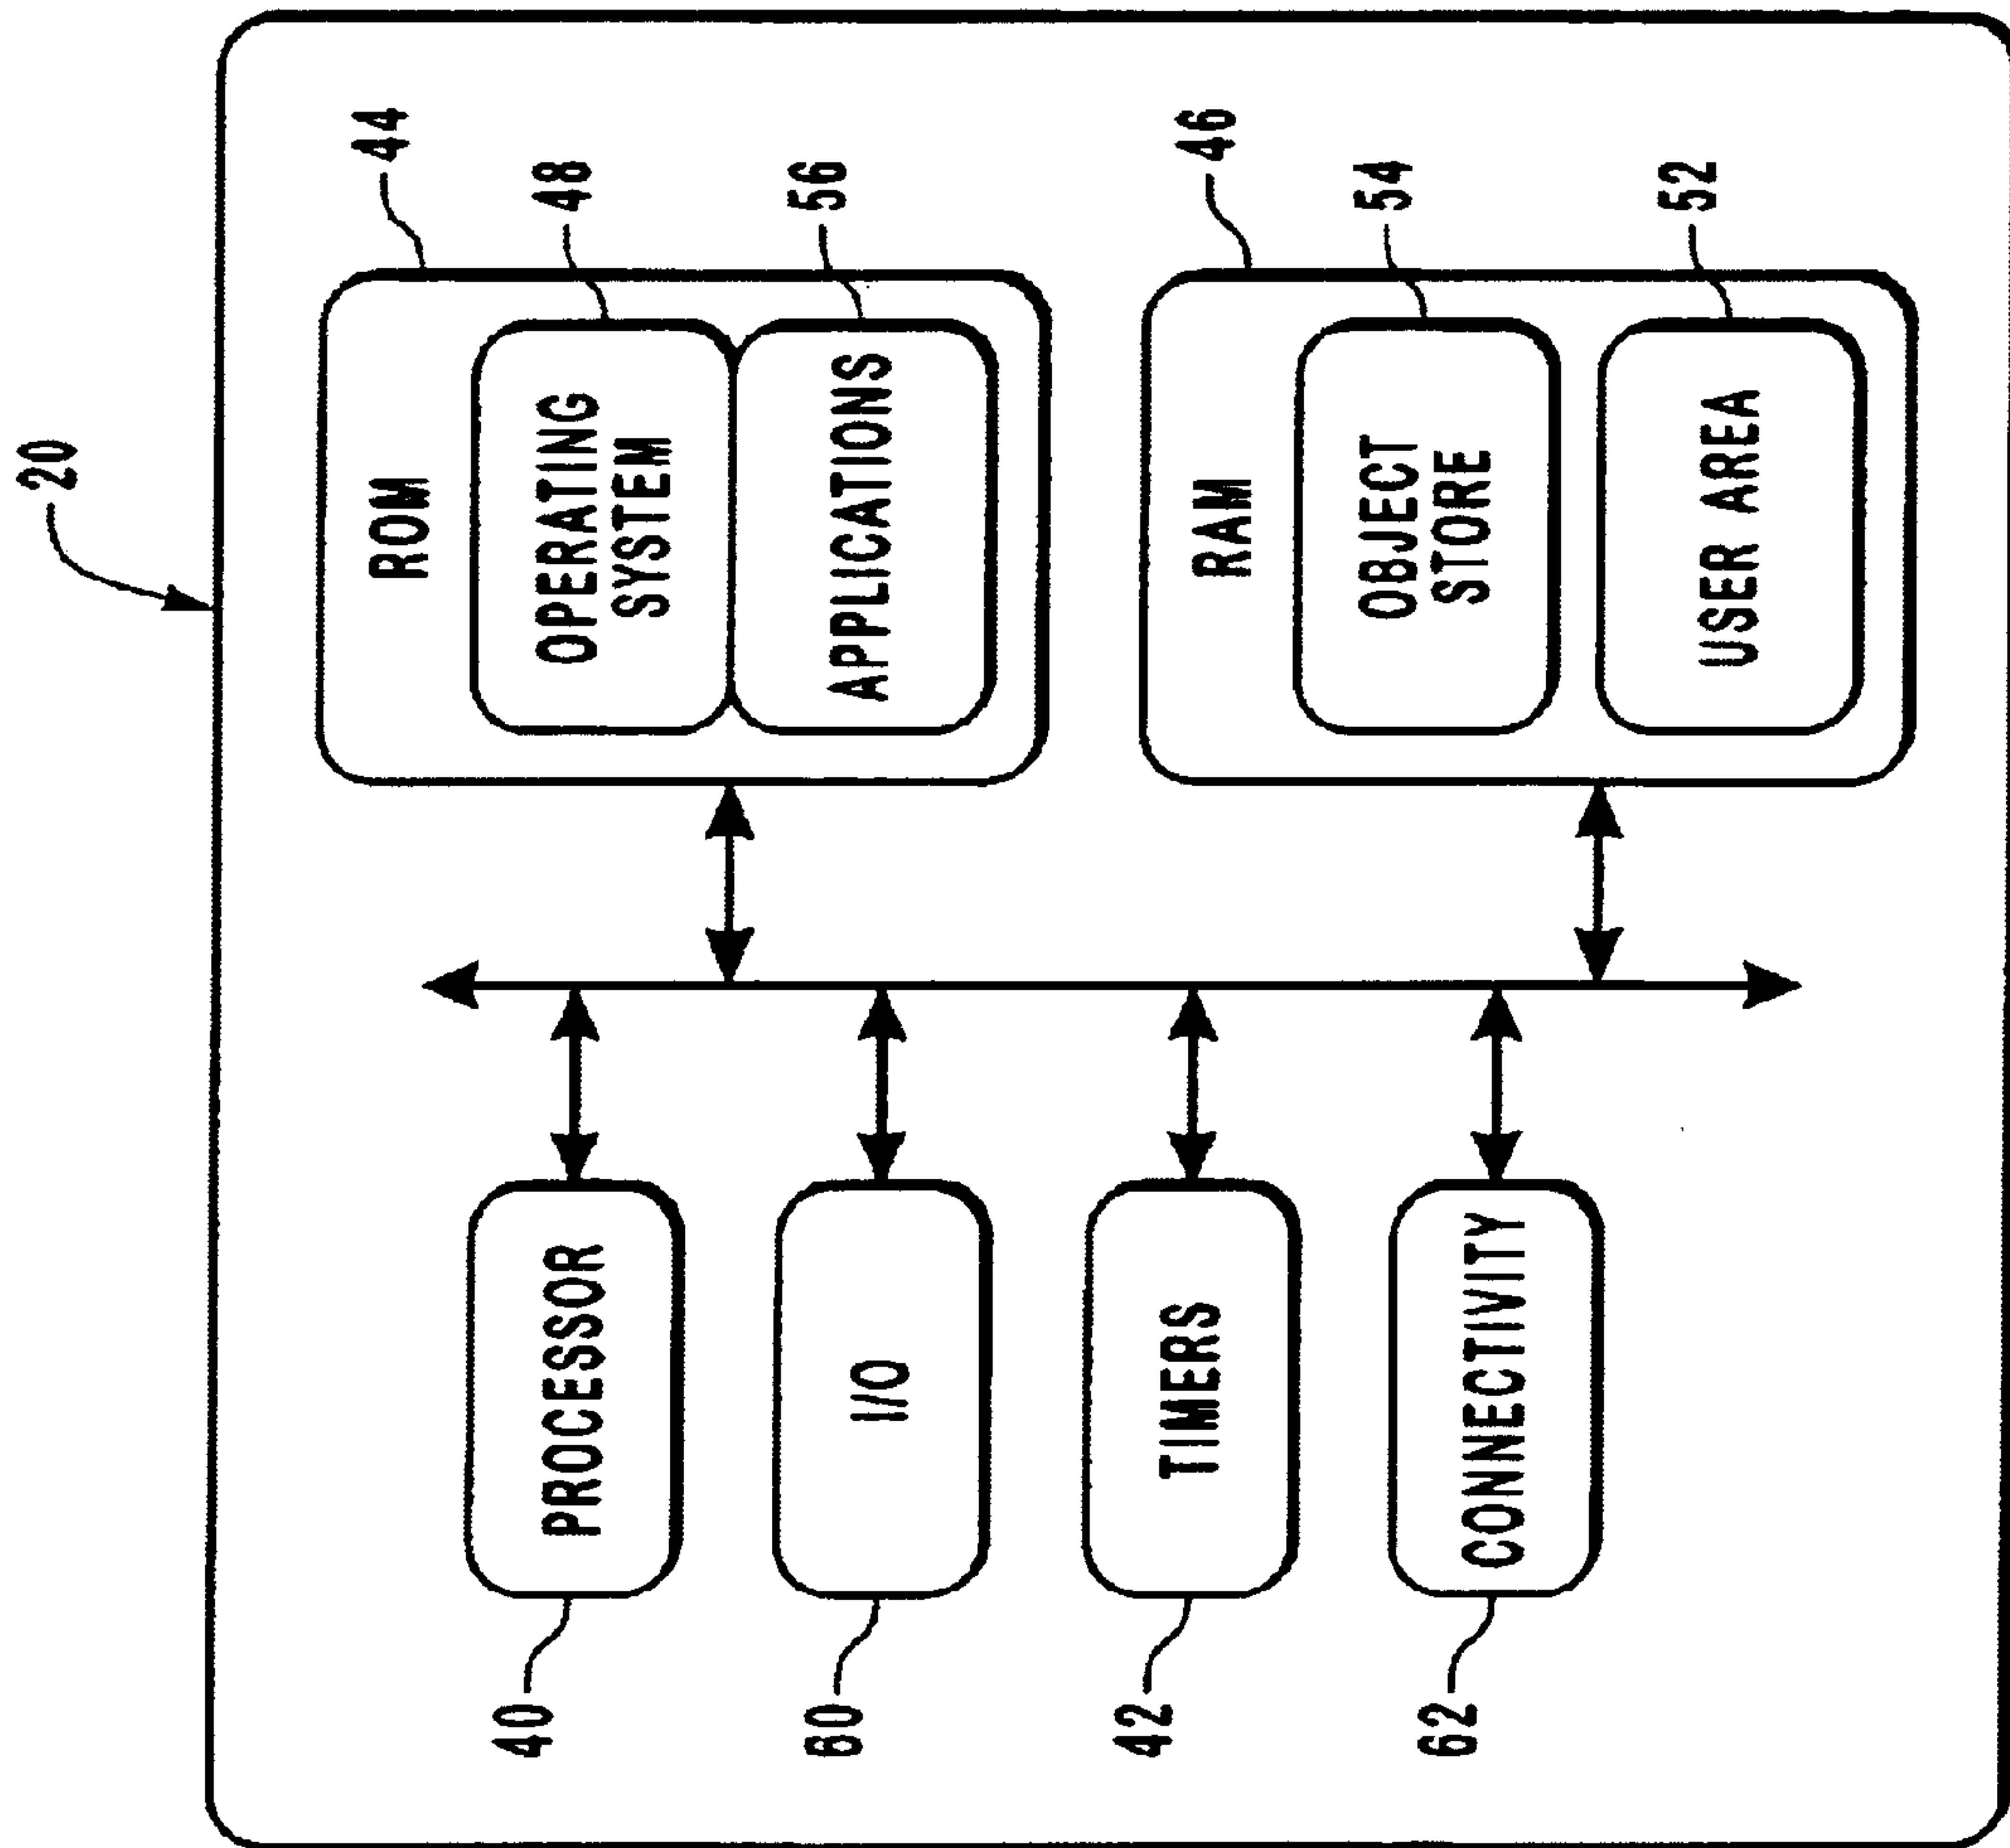 20
40
PROCESSOR
60
I/O
42
TIMERS
62
CONNECTIVITY
ROM
44
OPERATING
SYSTEM
48
APPLICATIONS
56
RAM
46
OBJECT
STORE
54
USER AREA
52